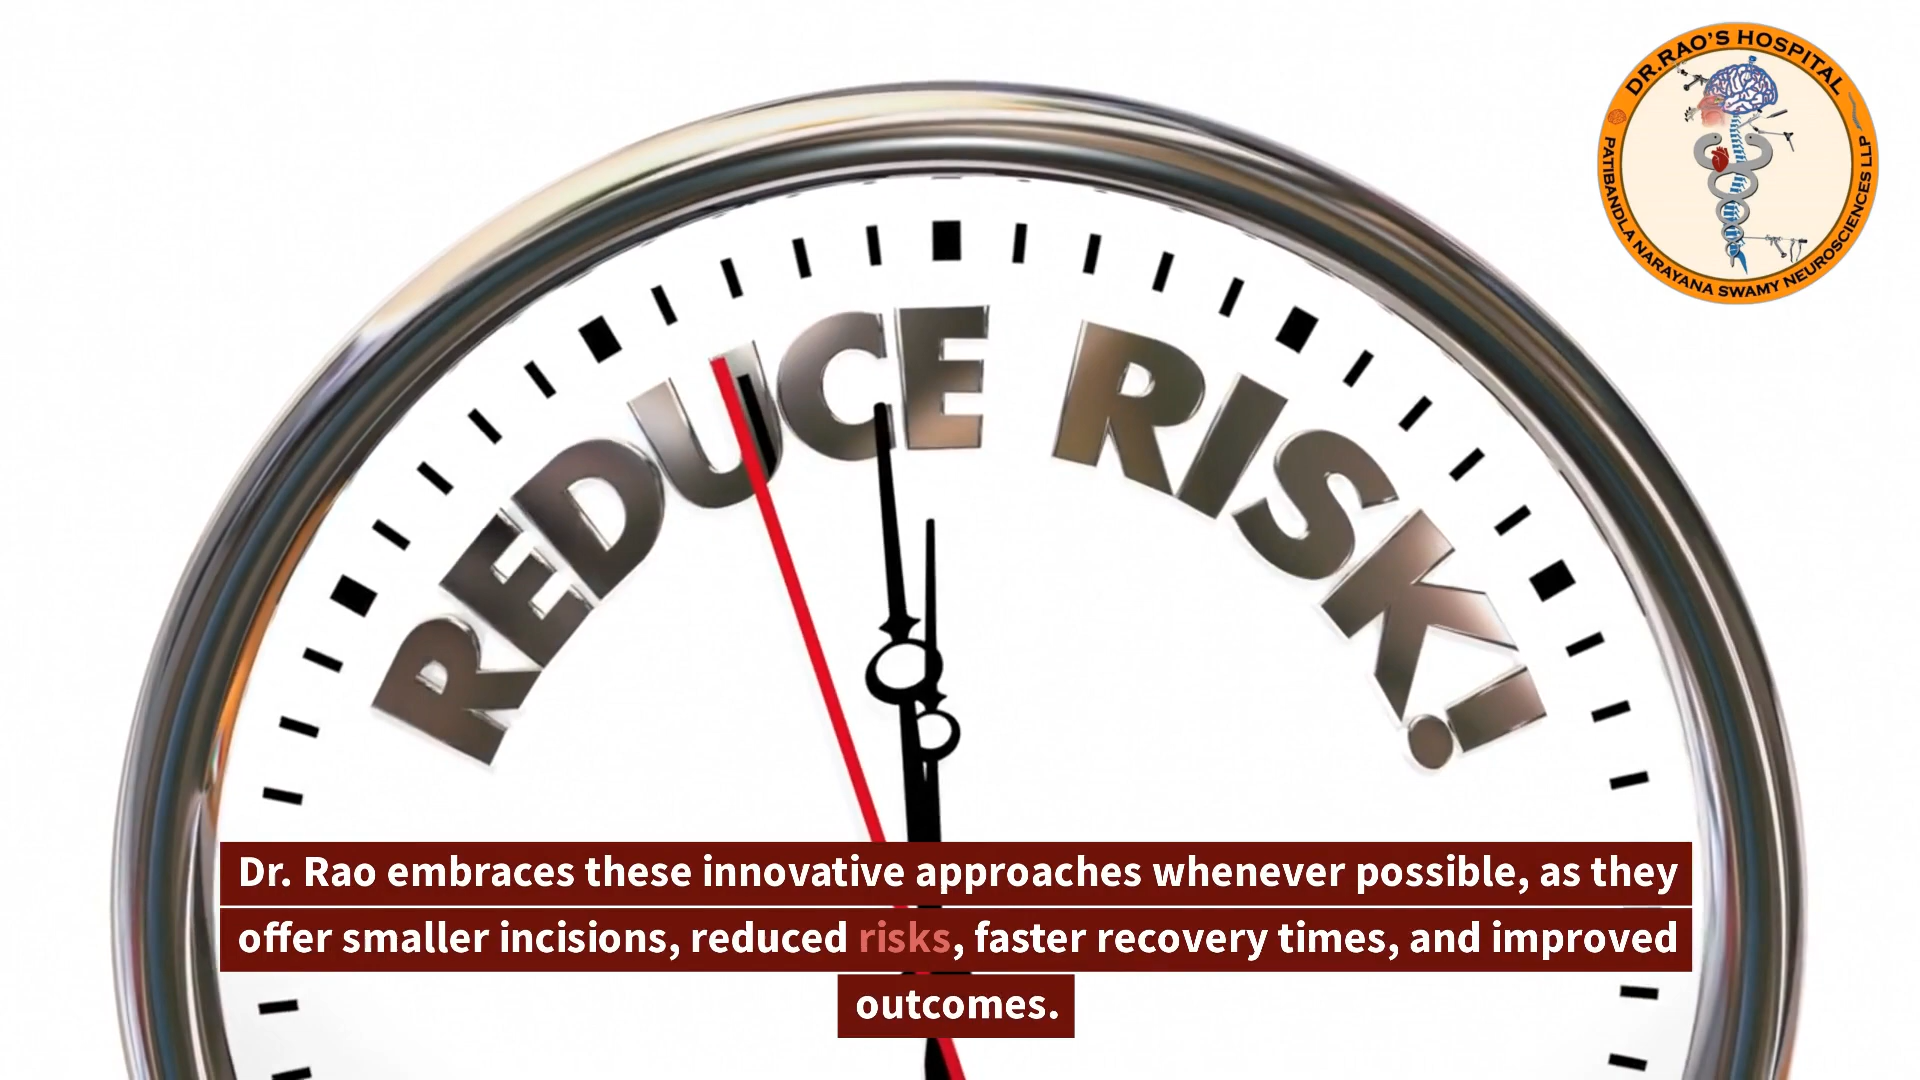 DR.RAO'S HOSPITAL
PATIBANDLA NARAYANA SWAMY NEUROSCIENCES LLP
REDUCE RISK!
Dr. Rao embraces these innovative approaches whenever possible, as they
offer smaller incisions, reduced risks, faster recovery times, and improved
outcomes.